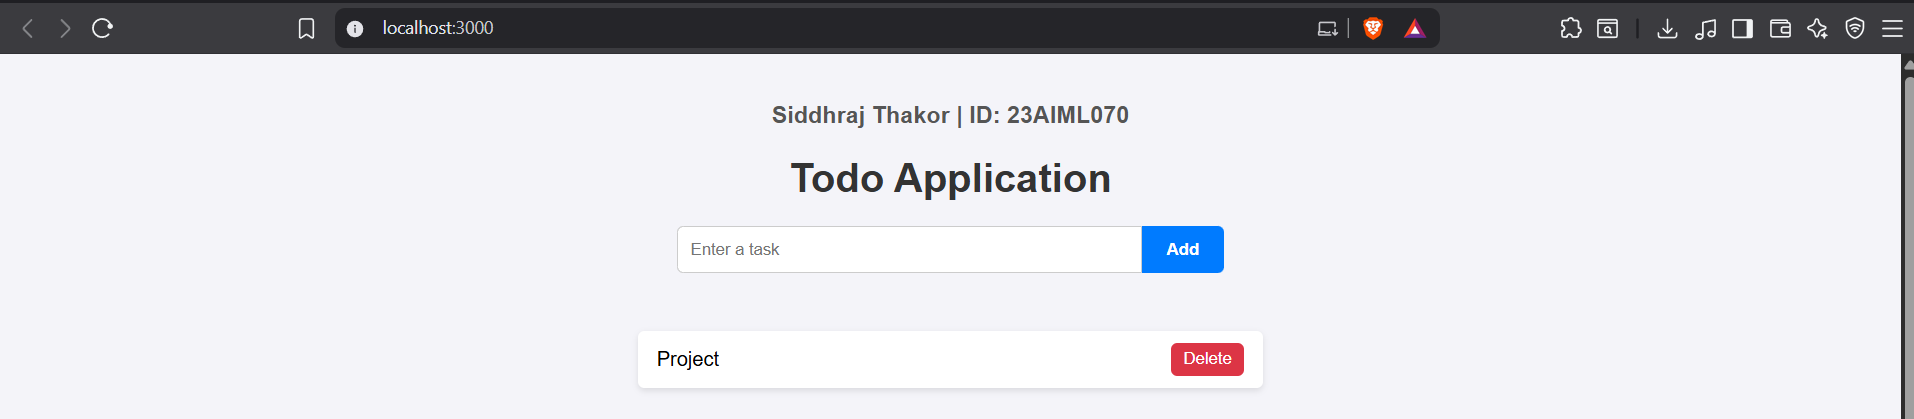 localhost:3000
Siddhraj Thakor | ID: 23AIML070
Todo Application
Enter a task
Add
Project
Delete